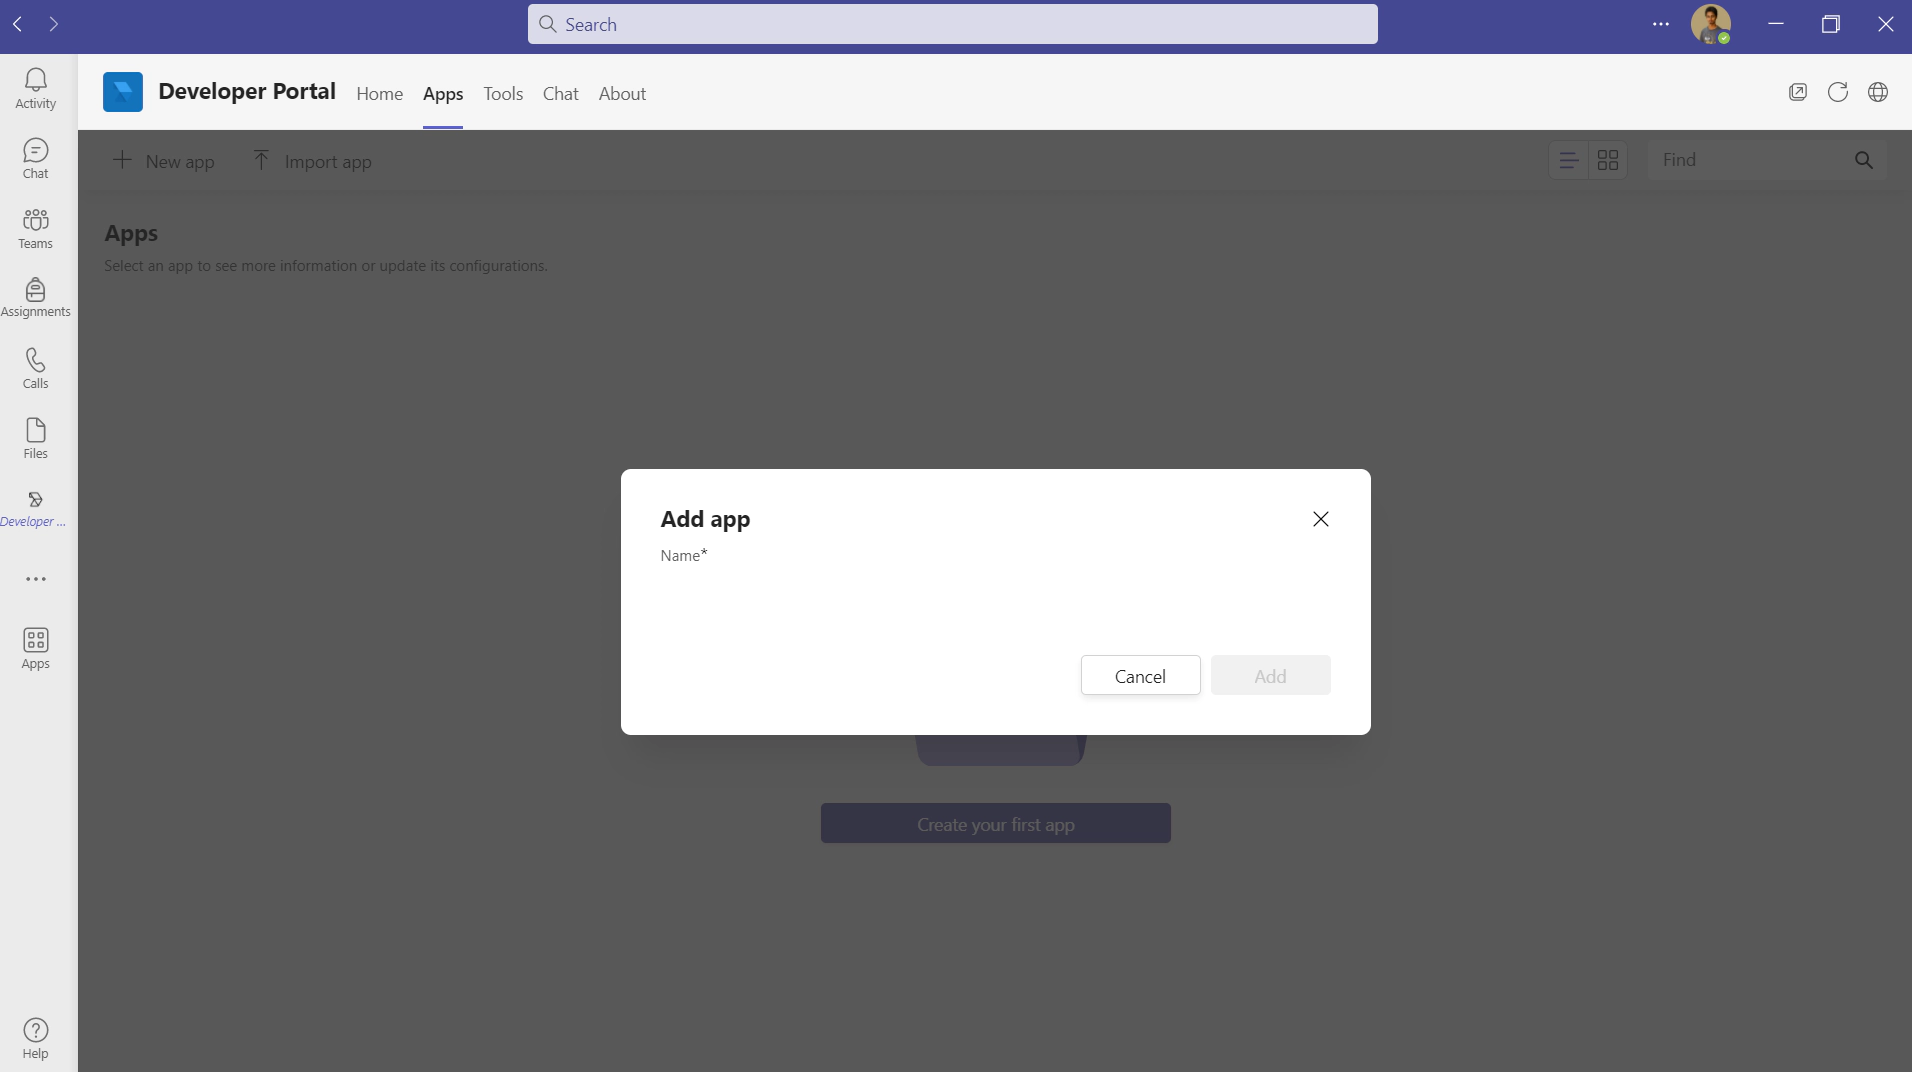 Search
Activity
Chat
Teams
Assignments
Calls
Files
Developer ...
Apps
Help
Developer Portal
Home
Apps
Tools
Chat
About
New app
Import app
Find
Apps
Select an app to see more information or update its configurations.
Add app
Name*
Cancel
Add
Create your first app